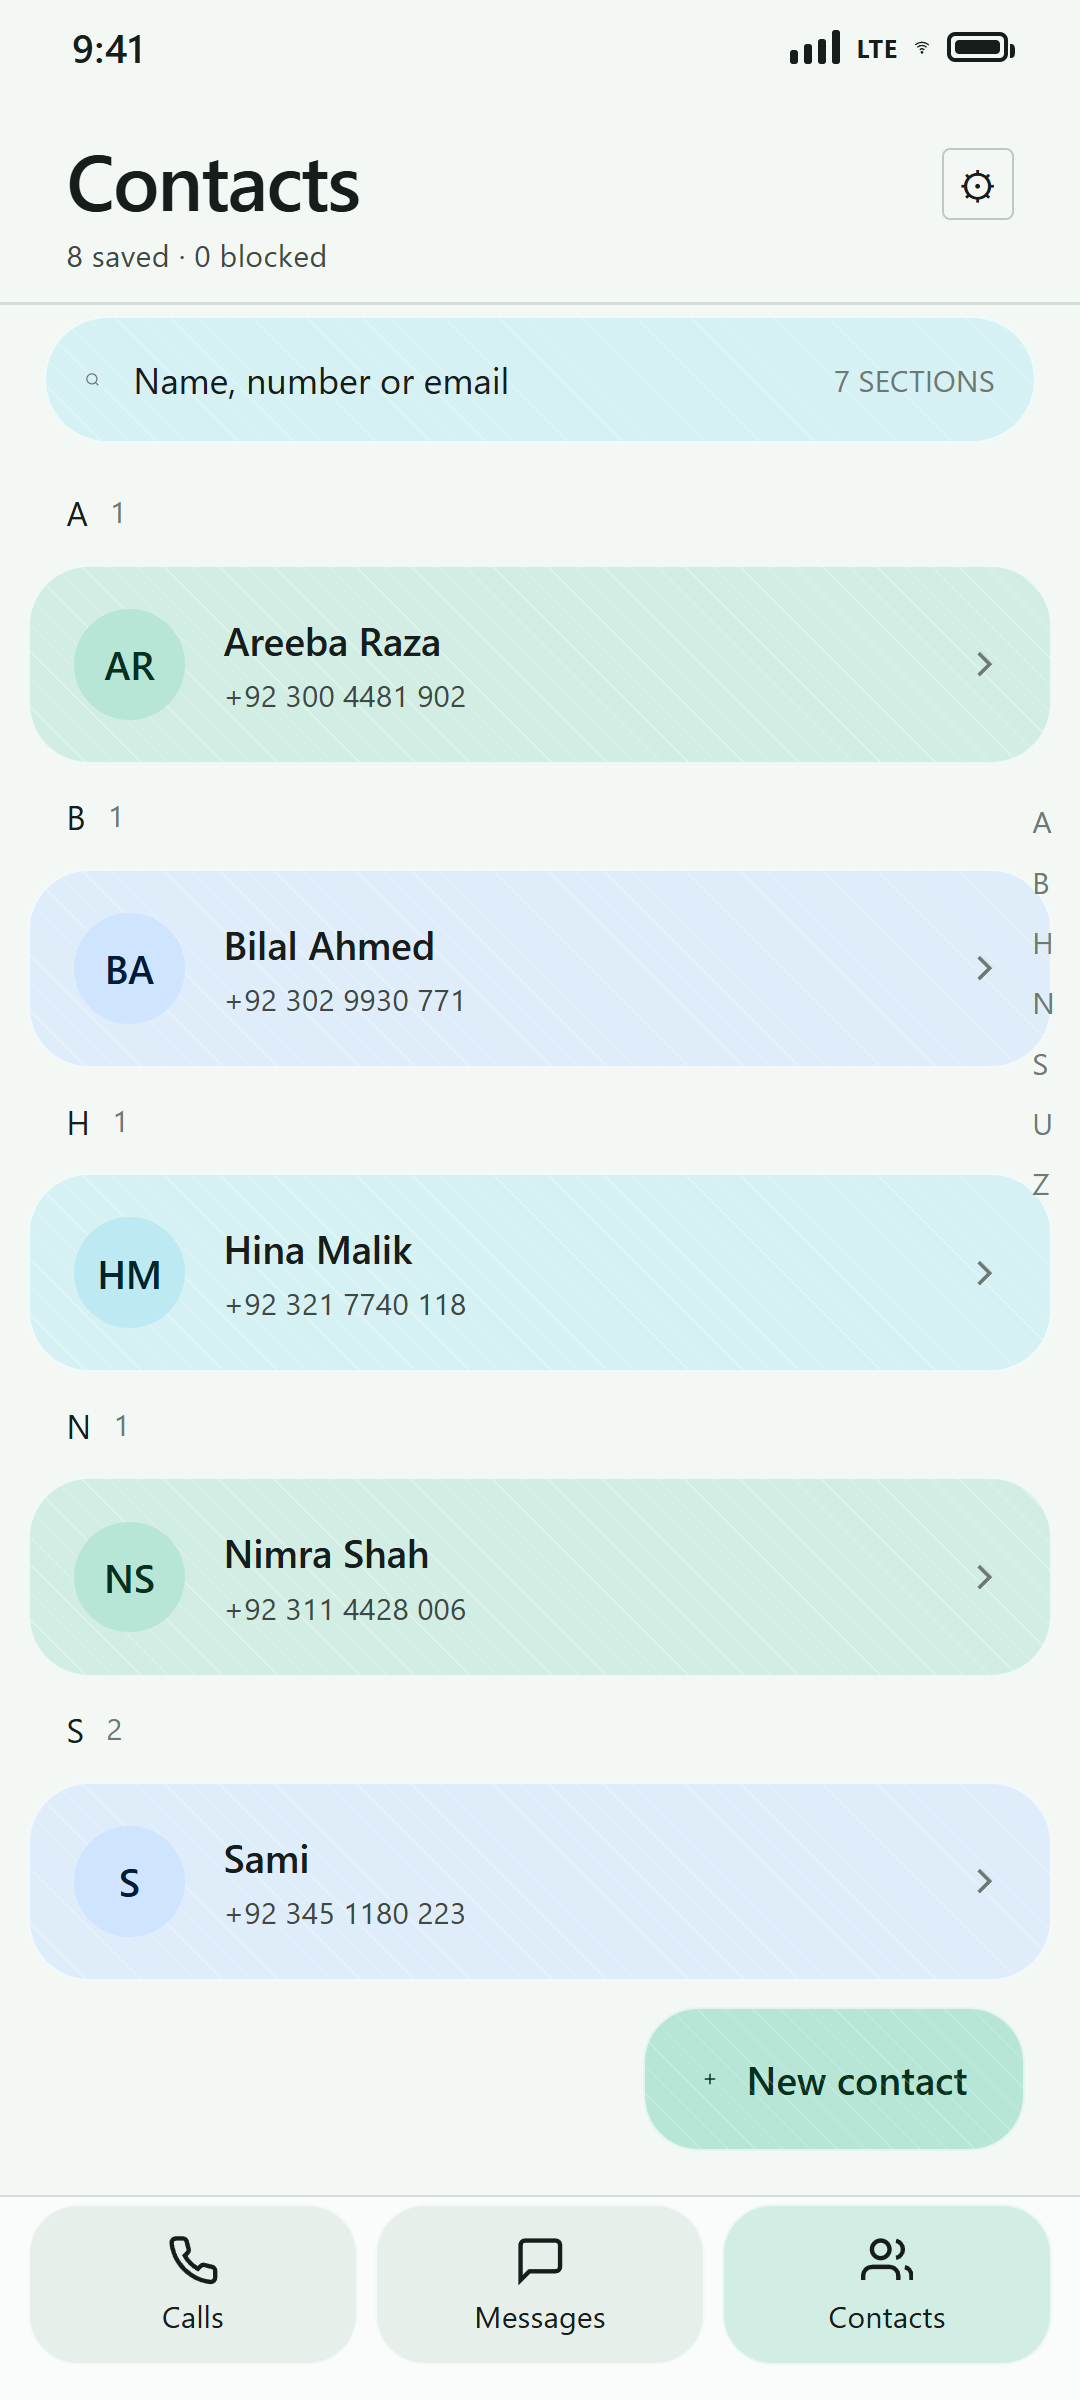 9:41
LTE
Contacts
8 saved · 0 blocked
Name, number or email
7 SECTIONS
A 1
AR
Areeba Raza
+92 300 4481 902
B 1
BA
Bilal Ahmed
+92 302 9930 771
H 1
HM
Hina Malik
+92 321 7740 118
N 1
NS
Nimra Shah
+92 311 4428 006
S 2
S
Sami
+92 345 1180 223
A
B
H
N
S
U
Z
+ New contact
Calls
Messages
Contacts